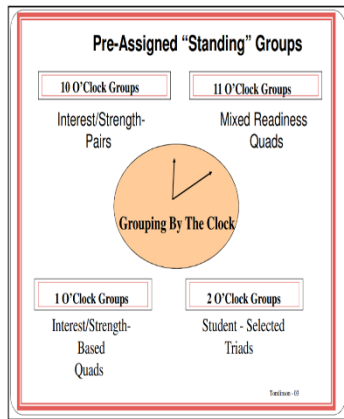 Pre-Assigned “Standing” Groups
10 O’Clock Groups
11 O’Clock Groups
Interest/Strength-
Pairs
Mixed Readiness
Quads
Grouping By The Clock
1 O’Clock Groups
2 O’Clock Groups
Interest/Strength-
Based
Quads
Student - Selected
Triads
Tomlinson - 03